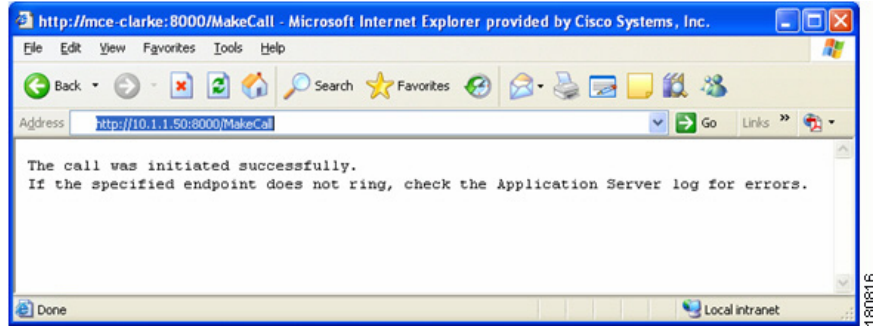 http://mce-clarke:8000/MakeCall - Microsoft Internet Explorer provided by Cisco Systems, Inc.
File Edit View Favorites Tools Help
Back Search Favorites
Address http://10.1.1.50:8000/MakeCall Go Links »
The call was initiated successfully.
If the specified endpoint does not ring, check the Application Server log for errors.
Done Local intranet
180816